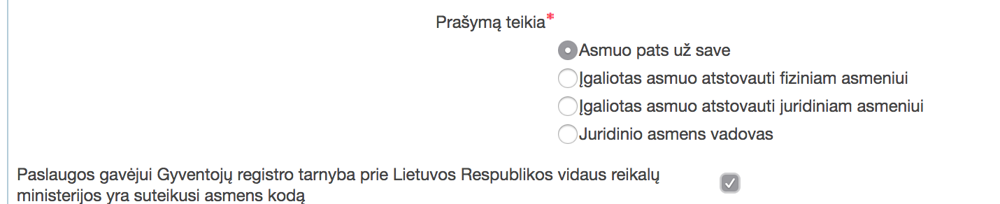 Prašymą teikia*
Asmuo pats už save
Įgaliotas asmuo atstovauti fiziniam asmeniui
Įgaliotas asmuo atstovauti juridiniam asmeniui
Juridinio asmens vadovas
Paslaugos gavėjui Gyventojų registro tarnyba prie Lietuvos Respublikos vidaus reikalų
ministerijos yra suteikusi asmens kodą